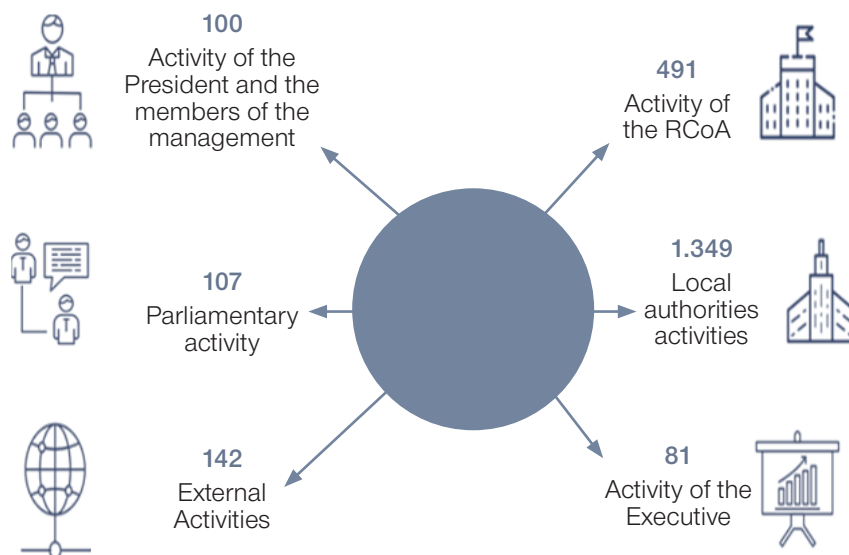 100
Activity of the
President and the
members of the
management
491
Activity of
the RCoA
107
Parliamentary
activity
1.349
Local
authorities
activities
142
External
Activities
81
Activity of the
Executive